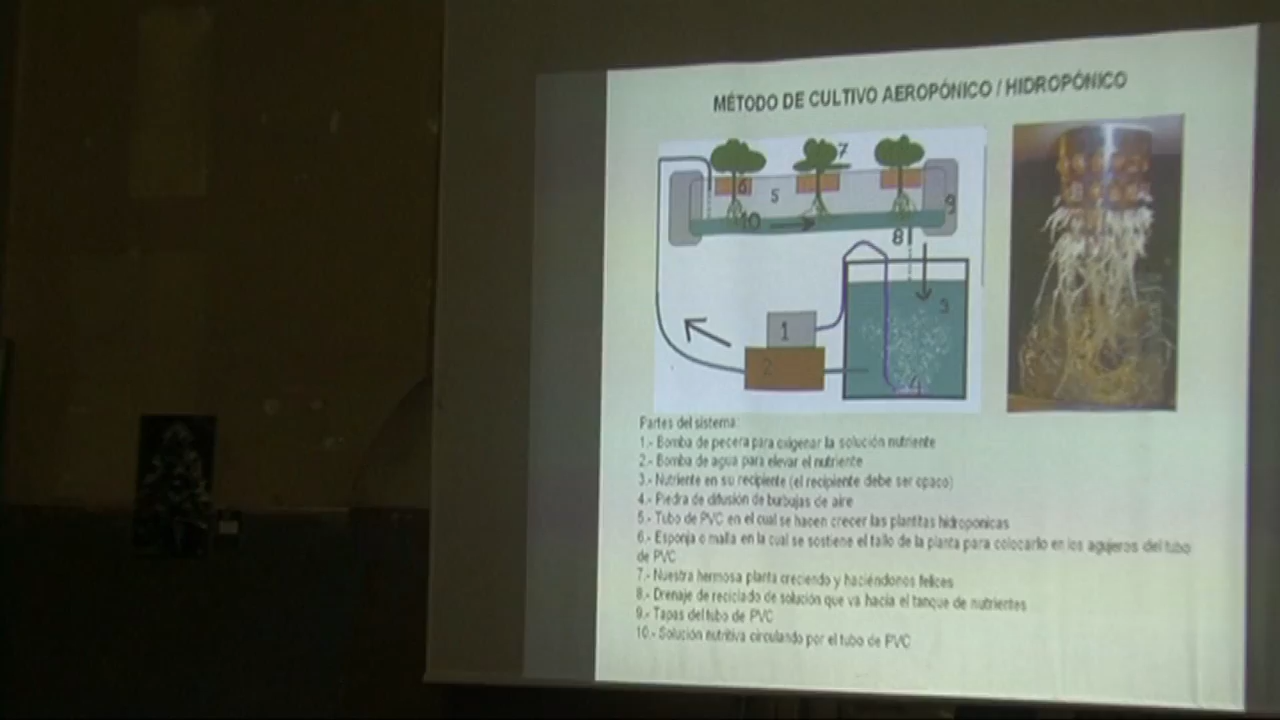 MÉTODO DE CULTIVO AEROPÓNICO / HIDROPÓNICO
7
6
5
9
10
8
3
1
2
4
Partes del sistema:
1.- Bomba de pecera para oxigenar la solución nutriente
2.- Bomba de agua para elevar el nutriente
3.- Nutriente en su recipiente (el recipiente debe ser opaco)
4.- Piedra de difusión de burbujas de aire
5.- Tubo de PVC en el cual se hacen crecer las plantitas hidroponicas
6.- Esponja o malla en la cual se sostiene el tallo de la planta para colocarlo en los agujeros del tubo
de PVC
7.- Nuestra hermosa planta creciendo y haciéndonos felices
8.- Drenaje de reciclado de solución que va hacia el tanque de nutrientes
9.- Tapas del tubo de PVC
10.- Solución nutritiva circulando por el tubo de PVC